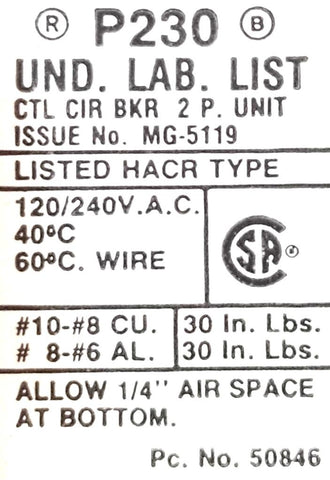 ® P230 Ⓑ
UND. LAB. LIST
CTL CIR BKR 2 P. UNIT
ISSUE No. MG-5119
LISTED HACR TYPE
120/240V.A.C.
40°C
60°C. WIRE
CSA®
#10-#8 CU. 30 In. Lbs.
# 8-#6 AL. 30 In. Lbs.
ALLOW 1/4" AIR SPACE
AT BOTTOM.
Pc. No. 50846